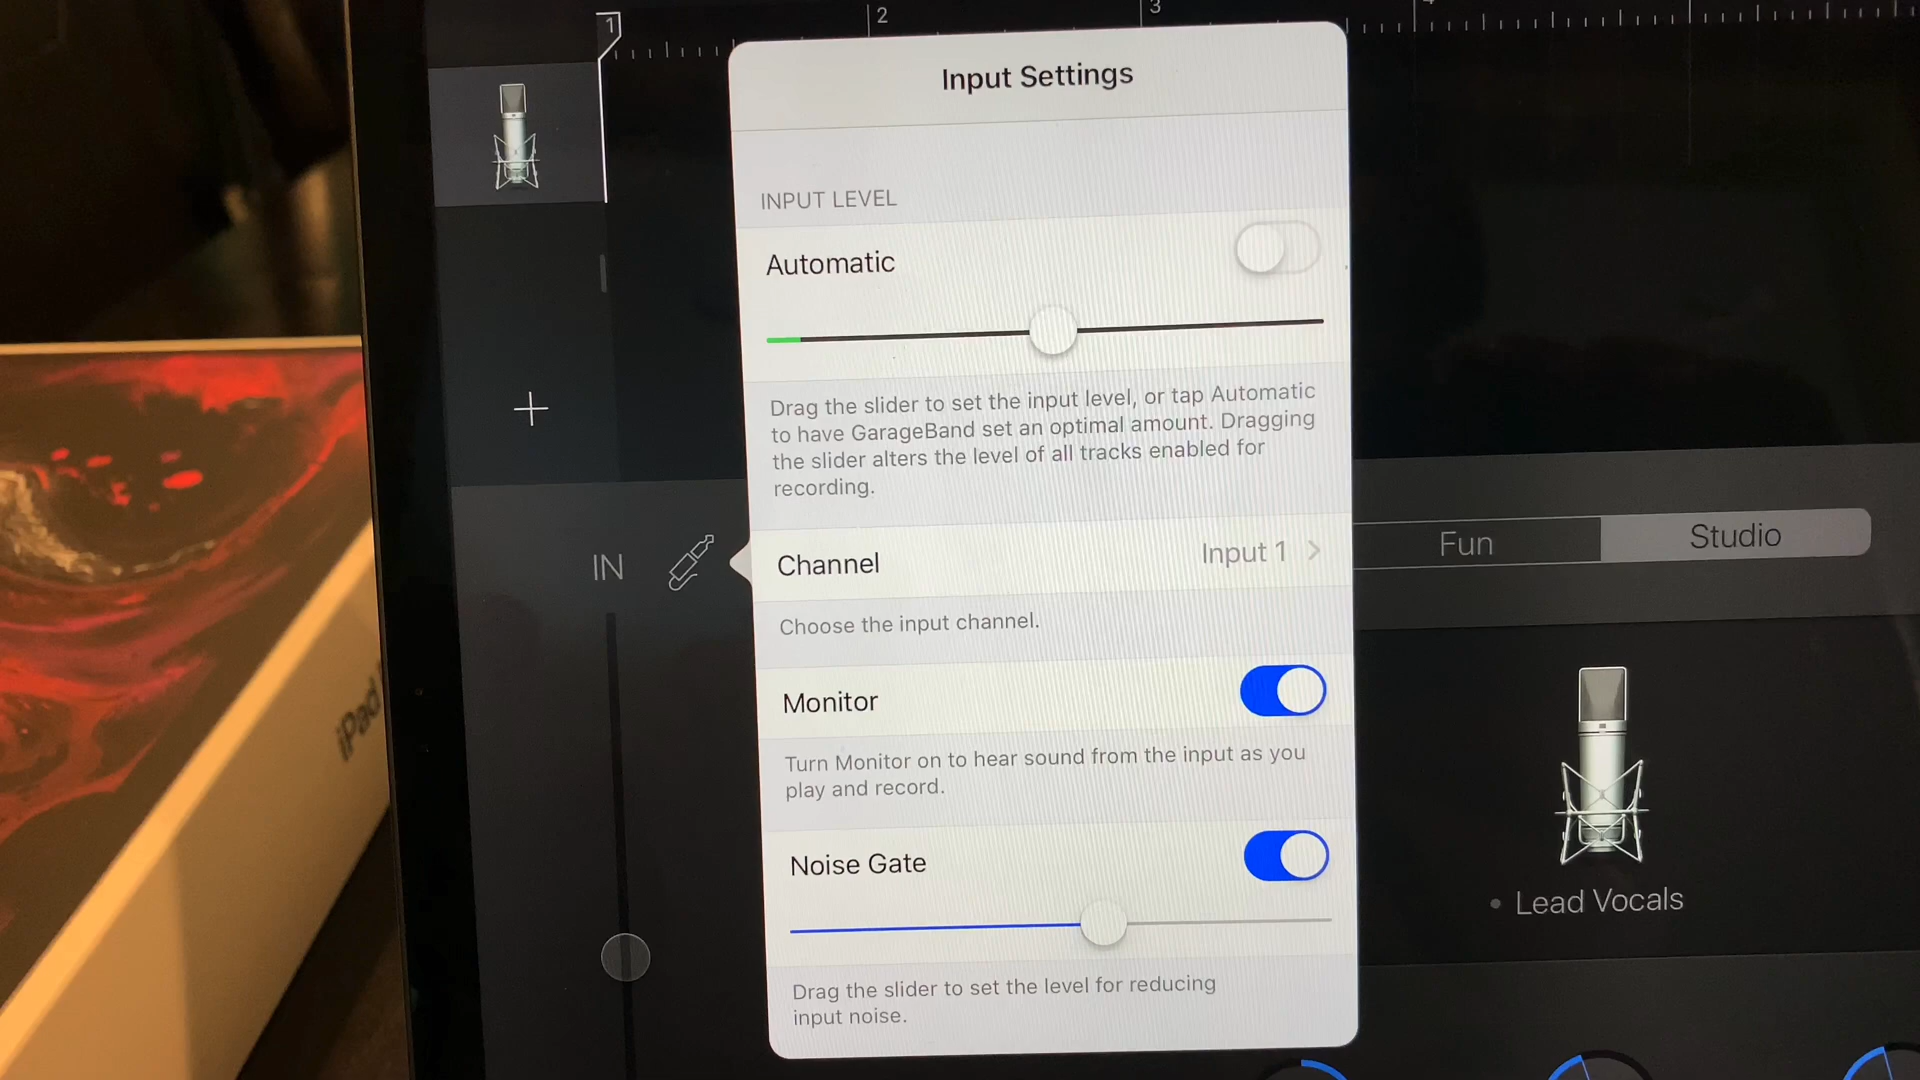 1
2
3
Input Settings
INPUT LEVEL
Automatic
Drag the slider to set the input level, or tap Automatic
to have GarageBand set an optimal amount. Dragging
the slider alters the level of all tracks enabled for
recording.
IN
Channel
Input 1
Choose the input channel.
Monitor
Turn Monitor on to hear sound from the input as you
play and record.
Noise Gate
Drag the slider to set the level for reducing
input noise.
Fun
Studio
• Lead Vocals
iPad